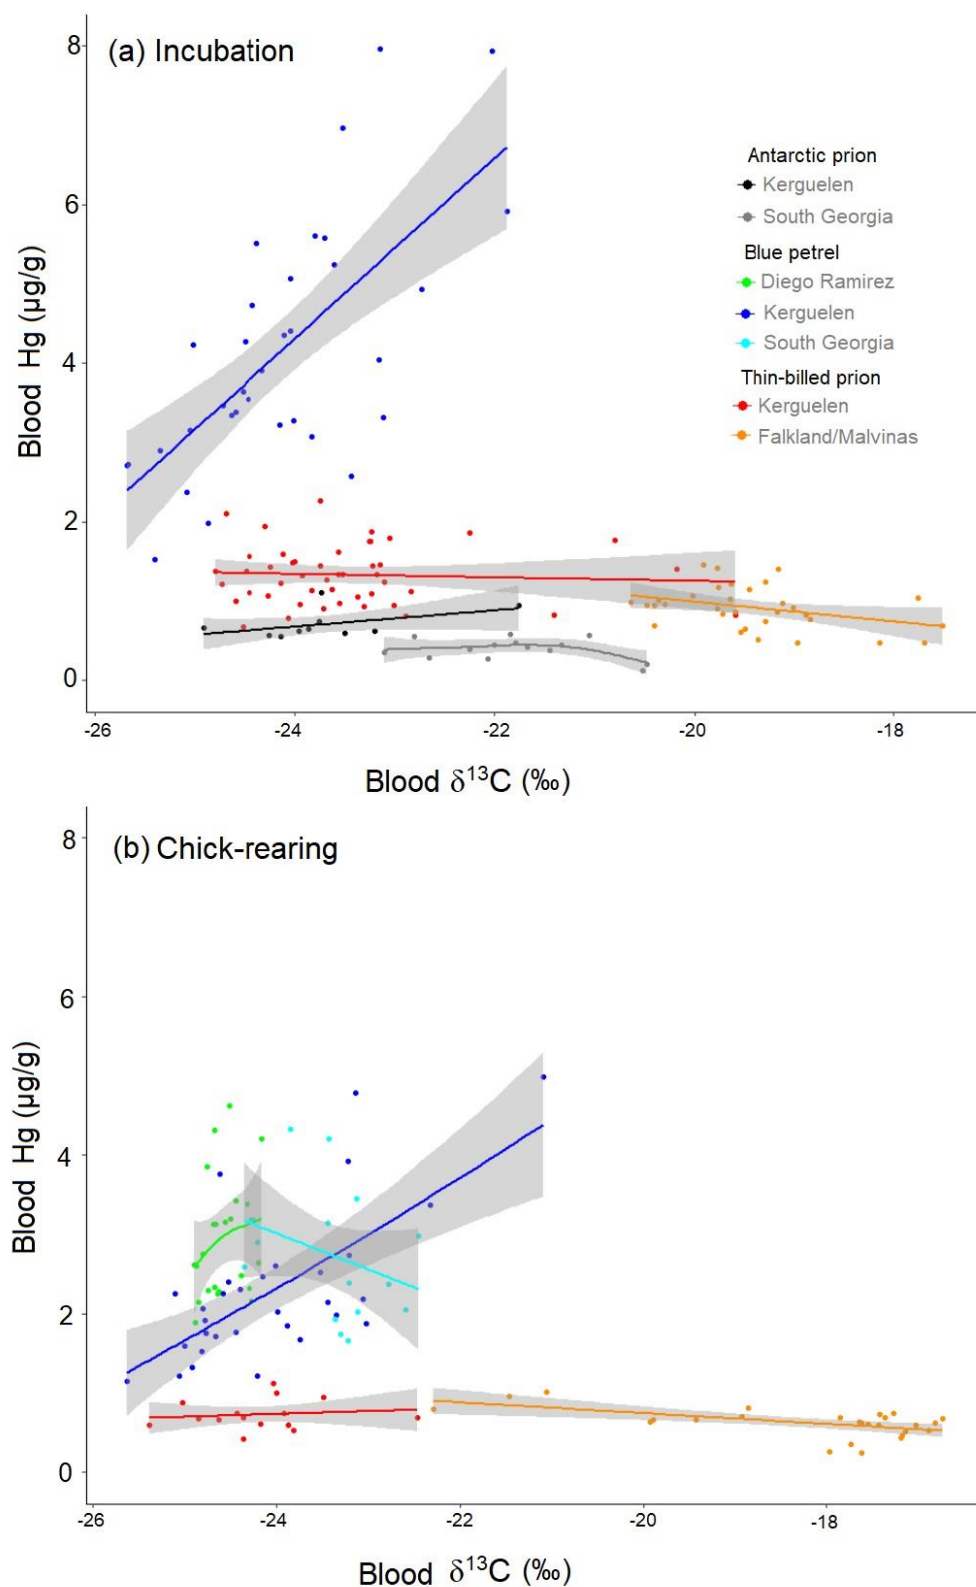 (a) Incubation
8
6
4
2
0
Blood Hg (µg/g)
Antarctic prion
Kerguelen
South Georgia
Blue petrel
Diego Ramirez
Kerguelen
South Georgia
Thin-billed prion
Kerguelen
Falkland/Malvinas
-26 -24 -22 -20 -18
Blood δ¹³C (‰)
(b) Chick-rearing
8
6
4
2
0
Blood Hg (µg/g)
-26 -24 -22 -20 -18
Blood δ¹³C (‰)